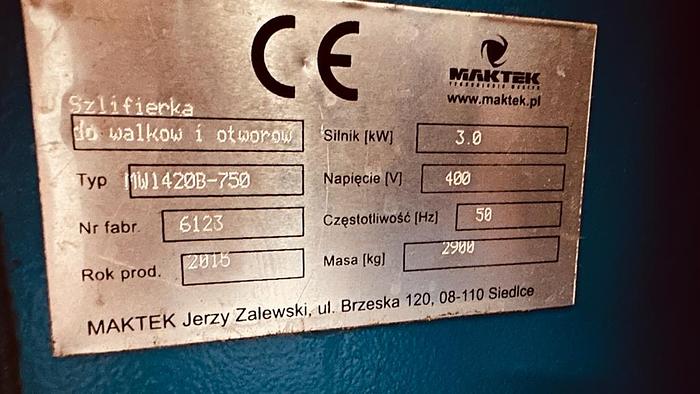 CE
MAKTEK
www.maktek.pl
Szlifierka
do walkow i otworow
Silnik [kW] 3.0
Typ MW1420B-750
Napięcie [V] 400
Nr fabr. 6123
Częstotliwość [Hz] 50
Rok prod.
Masa [kg] 2900
MAKTEK Jerzy Zalewski, ul. Brzeska 120, 08-110 Siedlce